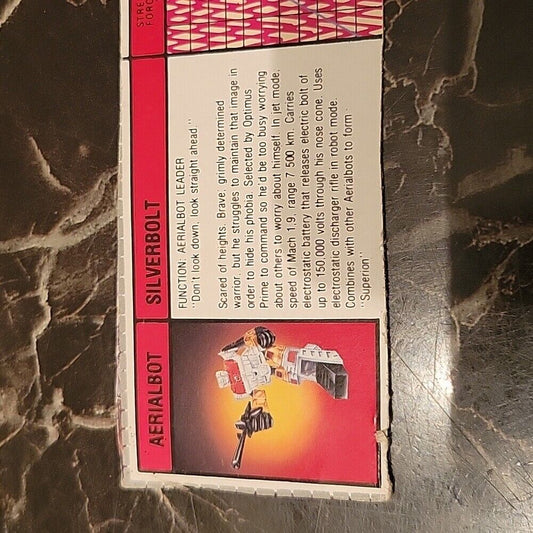 AERIALBOT
SILVERBOLT
FUNCTION: AERIALBOT LEADER
"Don't look down, look straight ahead."
Scared of heights. Brave, grimly determined
warrior, but he struggles to maintain that image in
order to hide his phobia. Selected by Optimus
Prime to command so he'd be too busy worrying
about others to worry about himself. In jet mode,
speed of Mach 1.9, range 7 500 km. Carries
electrostatic battery that releases electric bolt of
up to 150 000 volts through his nose cone. Uses
electrostatic discharger rifle in robot mode.
Combines with other Aerialbots to form
"Superion"
STRE
FORC